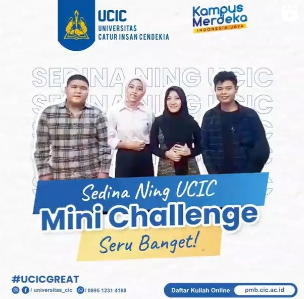 UCIC
UNIVERSITAS
CATUR INSAN CENDEKIA
Kampus
Merdeka
INDONESIA JAYA
SEDINA NING UCIC
Sedina Ning UCIC
Mini Challenge
Seru Banget!
#UCICGREAT
/ universitas_cic
Daftar Kuliah Online
pmb.cic.ac.id